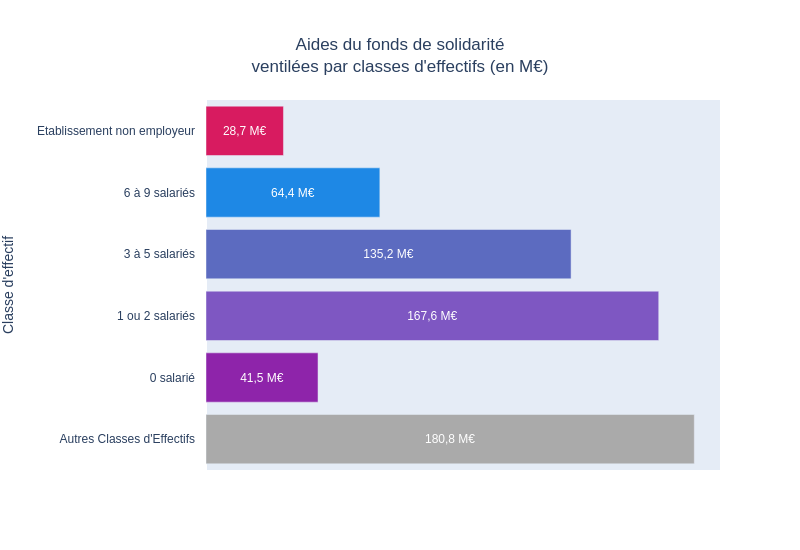 Aides du fonds de solidarité
ventilées par classes d'effectifs (en M€)
Classe d'effectif
Etablissement non employeur
28,7 M€
6 à 9 salariés
64,4 M€
3 à 5 salariés
135,2 M€
1 ou 2 salariés
167,6 M€
0 salarié
41,5 M€
Autres Classes d'Effectifs
180,8 M€